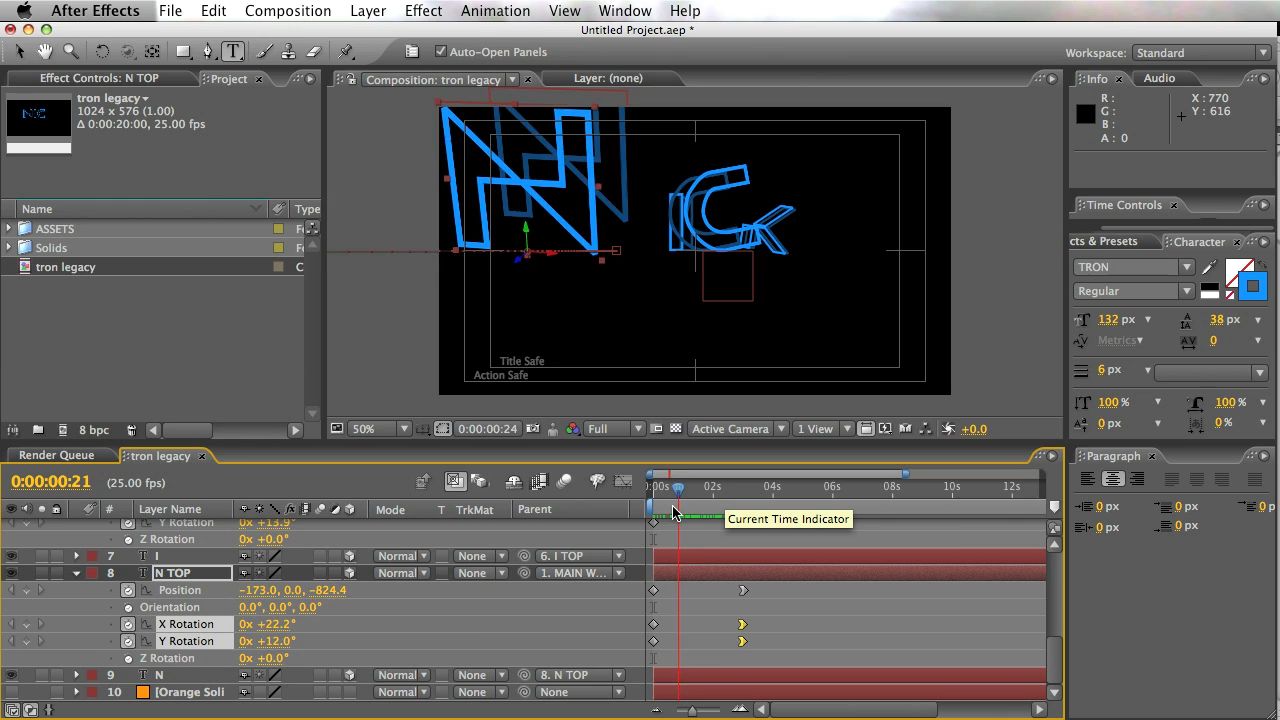 After Effects File Edit Composition Layer Effect Animation View Window Help
Untitled Project.aep *
T Auto-Open Panels Workspace: Standard
Effect Controls: N TOP Project Composition: tron legacy Layer: (none) Info Audio
tron legacy
1024 x 576 (1.00)
Δ 0:00:20:00, 25.00 fps
R: X: 770
G: Y: 616
B:
A: 0
NIC
Time Controls
Name Type
ASSETS F
Solids F
tron legacy C
cts & Presets Character
TRON
Regular
T 132 px 38 px
Metrics AV 0
6 px
100% 100%
0 px 0%
Title Safe
Action Safe
8 bpc 50% 0:00:00:24 Full Active Camera 1 View +0.0
Render Queue tron legacy Paragraph
0:00:00:21 (25.00 fps)
:00s 02s 04s 06s 08s 10s 12s
# Layer Name Mode T TrkMat Parent
Current Time Indicator
0 px 0 px 0 p
0 px 0 px
Y Rotation 0x +13.9°
Z Rotation 0x +0.0°
7 T I Normal None 6. I TOP
8 T N TOP Normal None 1. MAIN W...
Position -173.0, 0.0, -824.4
Orientation 0.0°, 0.0°, 0.0°
X Rotation 0x +22.2°
Y Rotation 0x +12.0°
Z Rotation 0x +0.0°
9 T N Normal None 8. N TOP
10 [Orange Soli Normal None None